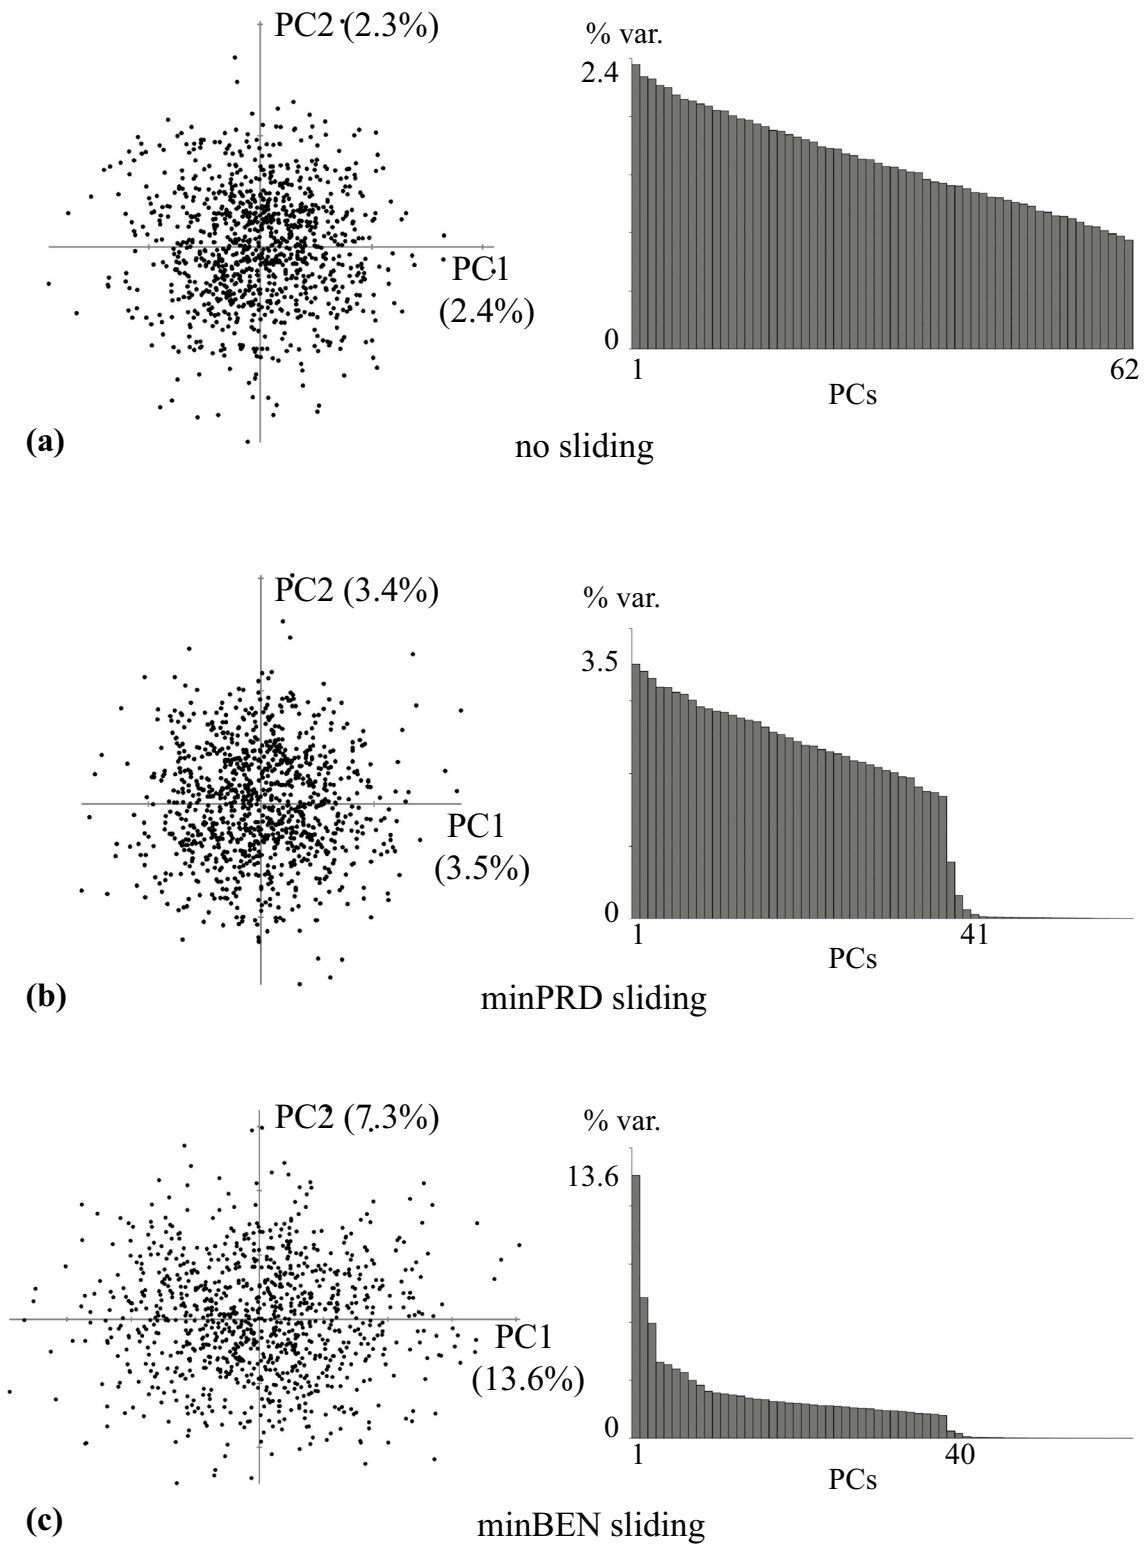 PC2 (2.3%)
% var.
2.4
PC1
(2.4%)
0
1
62
PCs
(a)
no sliding
PC2 (3.4%)
% var.
3.5
PC1
(3.5%)
0
1
41
PCs
(b)
minPRD sliding
PC2 (7.3%)
% var.
13.6
PC1
(13.6%)
0
1
40
PCs
(c)
minBEN sliding